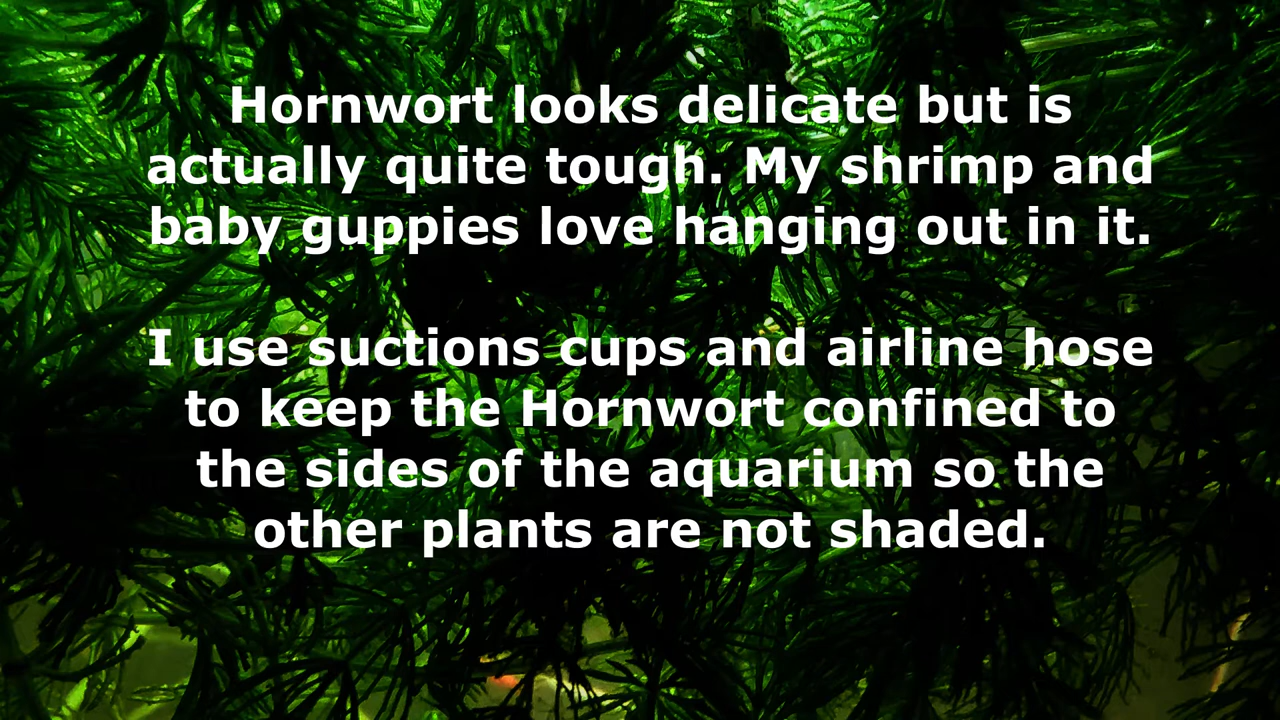 Hornwort looks delicate but is
actually quite tough. My shrimp and
baby guppies love hanging out in it.
I use suctions cups and airline hose
to keep the Hornwort confined to
the sides of the aquarium so the
other plants are not shaded.